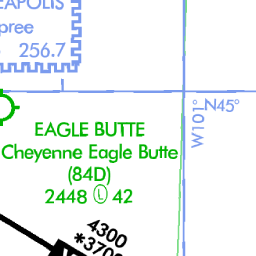 EAPOLIS
pree
256.7
N45°
W101°
EAGLE BUTTE
Cheyenne Eagle Butte
(84D)
2448 Ⓛ 42
4300
*3700